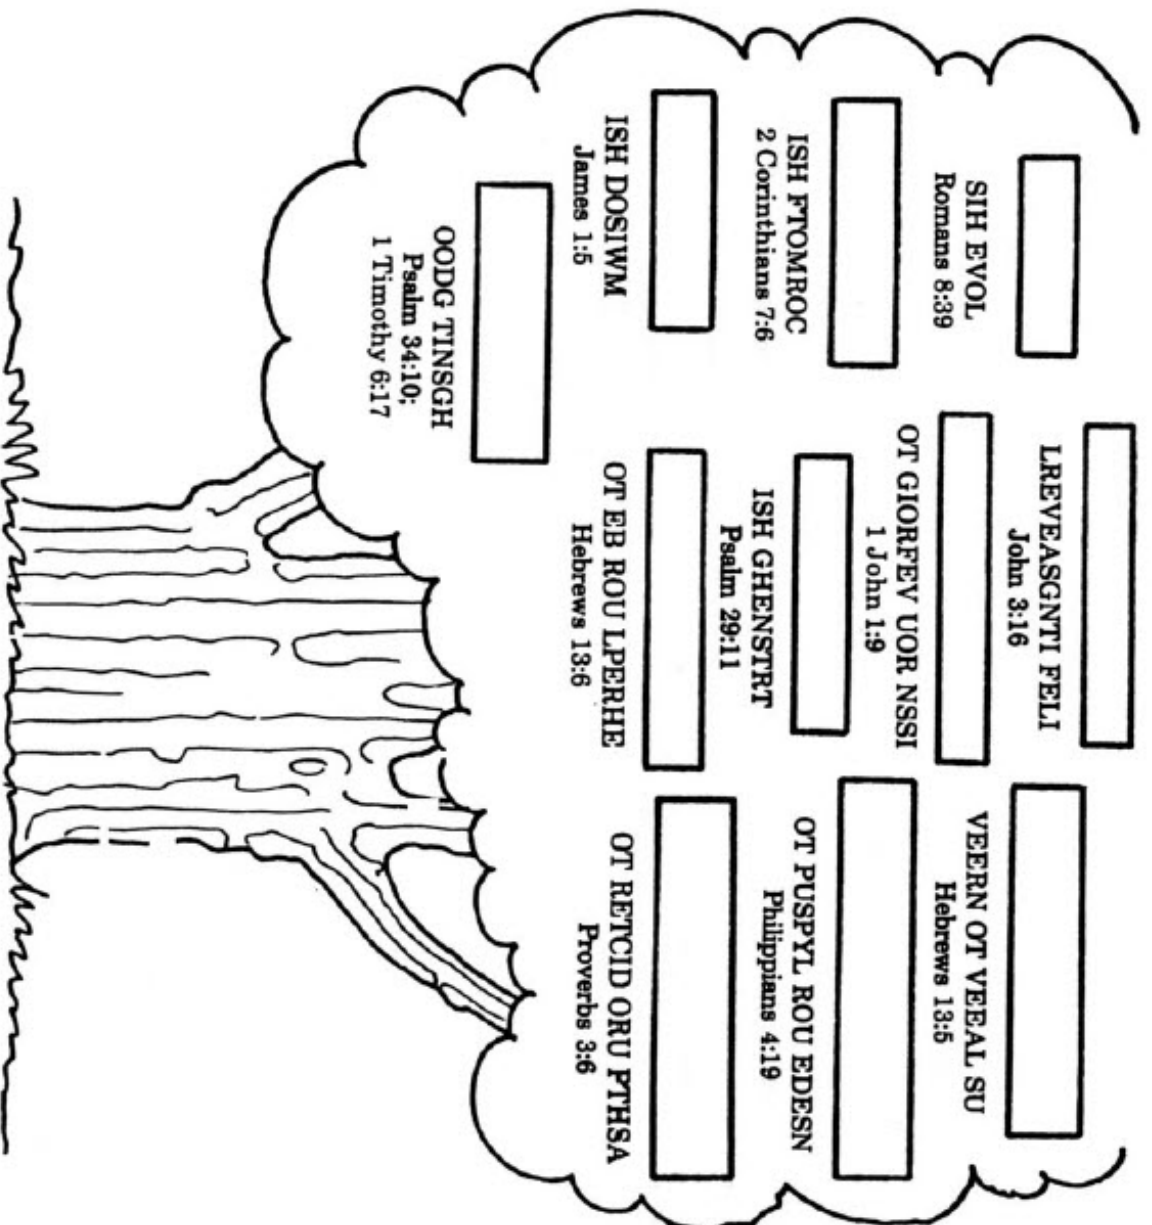 LREVEASGNTI FELI
John 3:16
SIH EVOL
Romans 8:39
OT GIORFEV UOR NSSI
1 John 1:9
VEERN OT VEEAL SU
Hebrews 13:5
ISH FTOMROC
2 Corinthians 7:6
ISH GHENSTRT
Psalm 29:11
OT PUSPYL ROU EDESN
Philippians 4:19
ISH DOSIWM
James 1:5
OT EB ROU LPERHE
Hebrews 13:6
OT RETCID ORU PTHSA
Proverbs 3:6
OODG TINSGH
Psalm 34:10;
1 Timothy 6:17